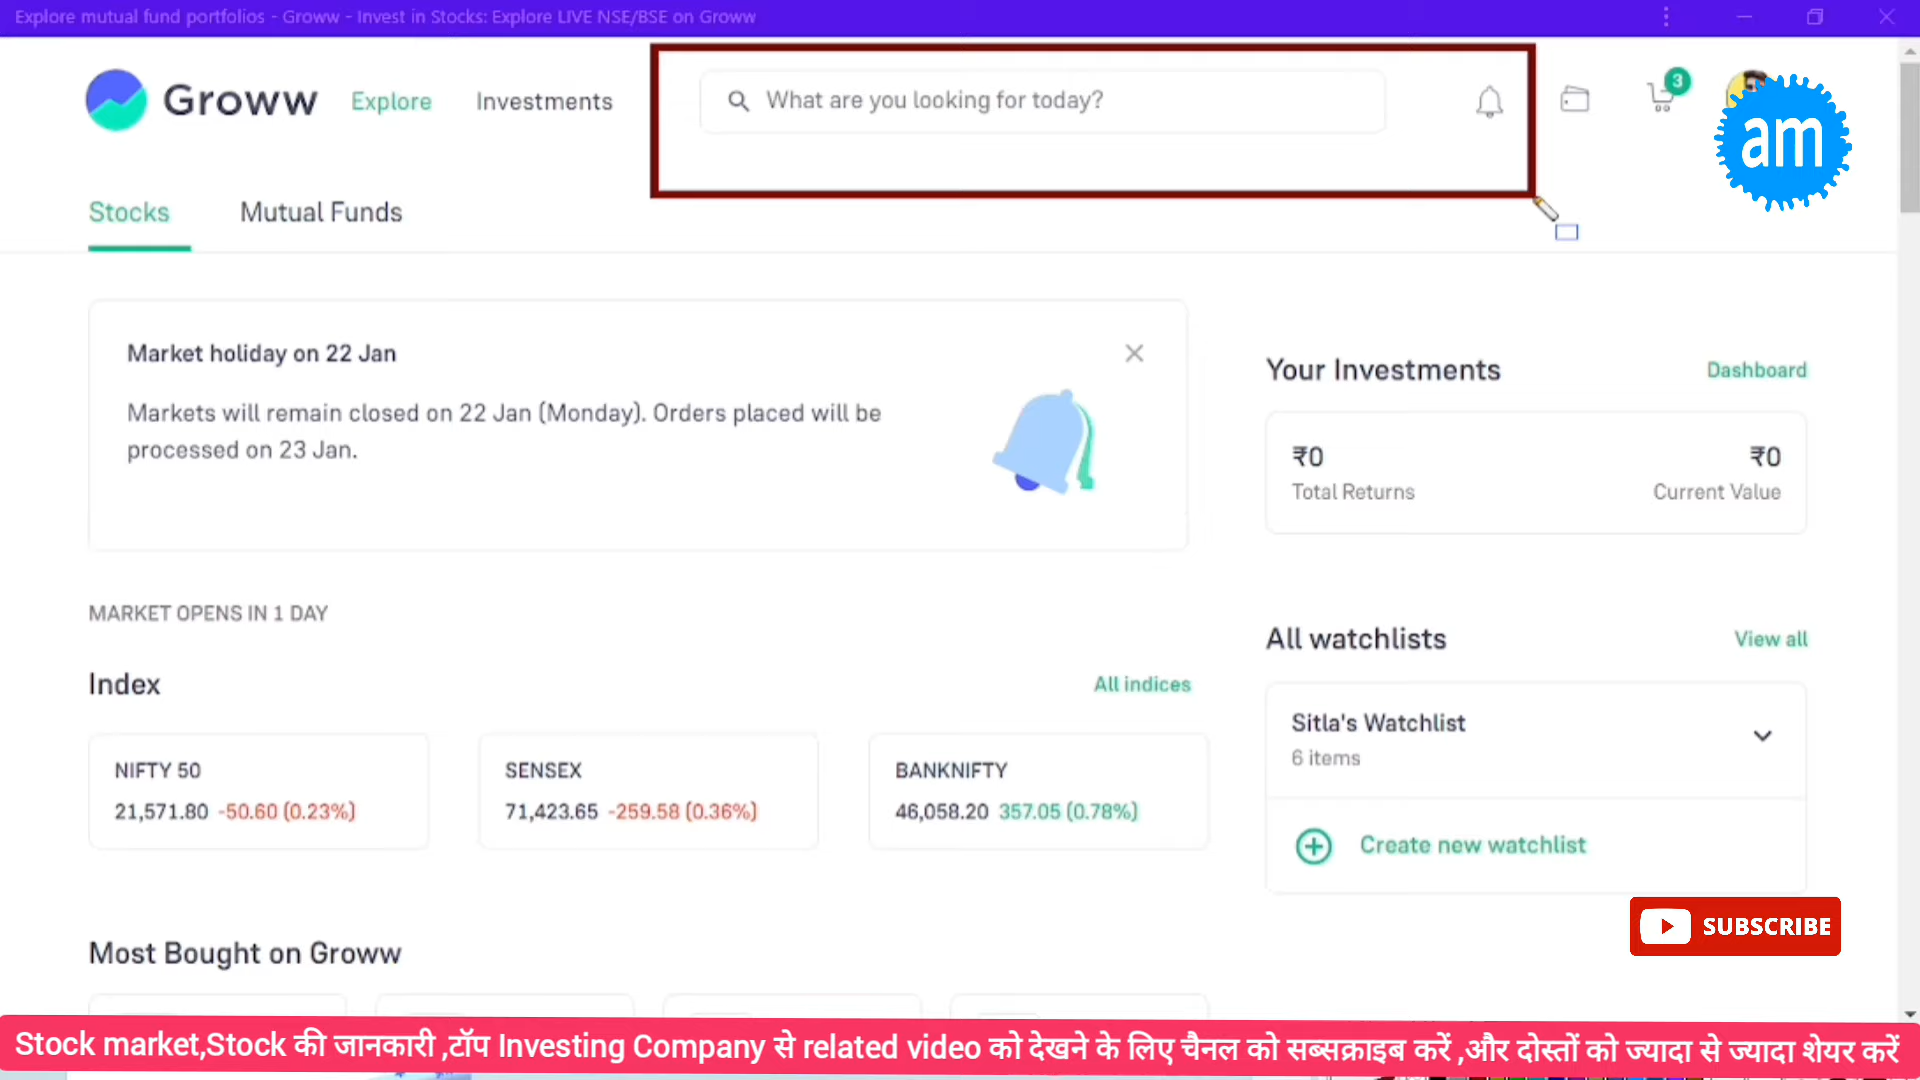 Explore mutual fund portfolios - Groww - Invest in Stocks: Explore LIVE NSE/BSE on Groww
Groww Explore Investments
What are you looking for today?
3
am
Stocks Mutual Funds
Market holiday on 22 Jan
Markets will remain closed on 22 Jan (Monday). Orders placed will be
processed on 23 Jan.
Your Investments Dashboard
₹0 ₹0
Total Returns Current Value
MARKET OPENS IN 1 DAY
All watchlists View all
Index All indices
Sitla's Watchlist
6 items
NIFTY 50 SENSEX BANKNIFTY
21,571.80 -50.60 (0.23%) 71,423.65 -259.58 (0.36%) 46,058.20 357.05 (0.78%)
Create new watchlist
SUBSCRIBE
Most Bought on Groww
Stock market,Stock की जानकारी ,टॉप Investing Company से related video को देखने के लिए चैनल को सब्सक्राइब करें ,और दोस्तों को ज्यादा से ज्यादा शेयर करें